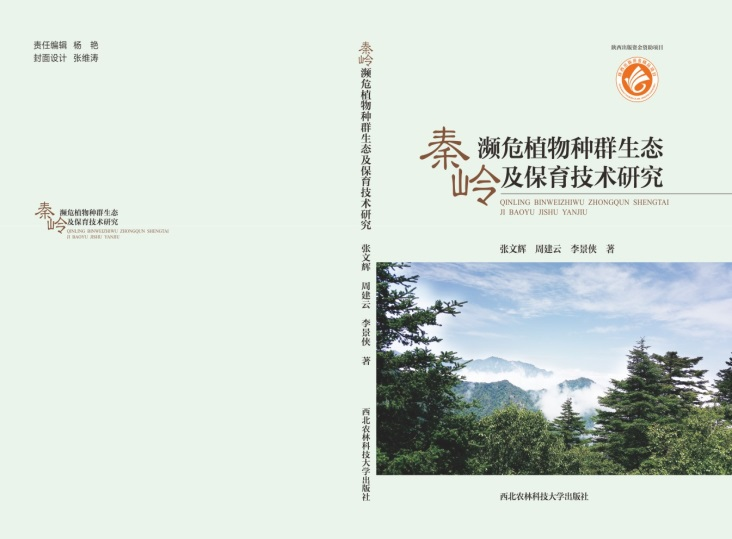 责任编辑 杨 艳
封面设计 张维涛
秦岭
濒危植物种群生态
及保育技术研究
QINLING BINWEIZHIWU ZHONGQUN SHENGTAI
JI BAOYU JISHU YANJIU
秦岭濒危植物种群生态及保育技术研究
张文辉 周建云 李景侠 著
西北农林科技大学出版社
陕西出版资金资助项目
秦岭
濒危植物种群生态
及保育技术研究
QINLING BINWEIZHIWU ZHONGQUN SHENGTAI
JI BAOYU JISHU YANJIU
张文辉 周建云 李景侠 著
西北农林科技大学出版社